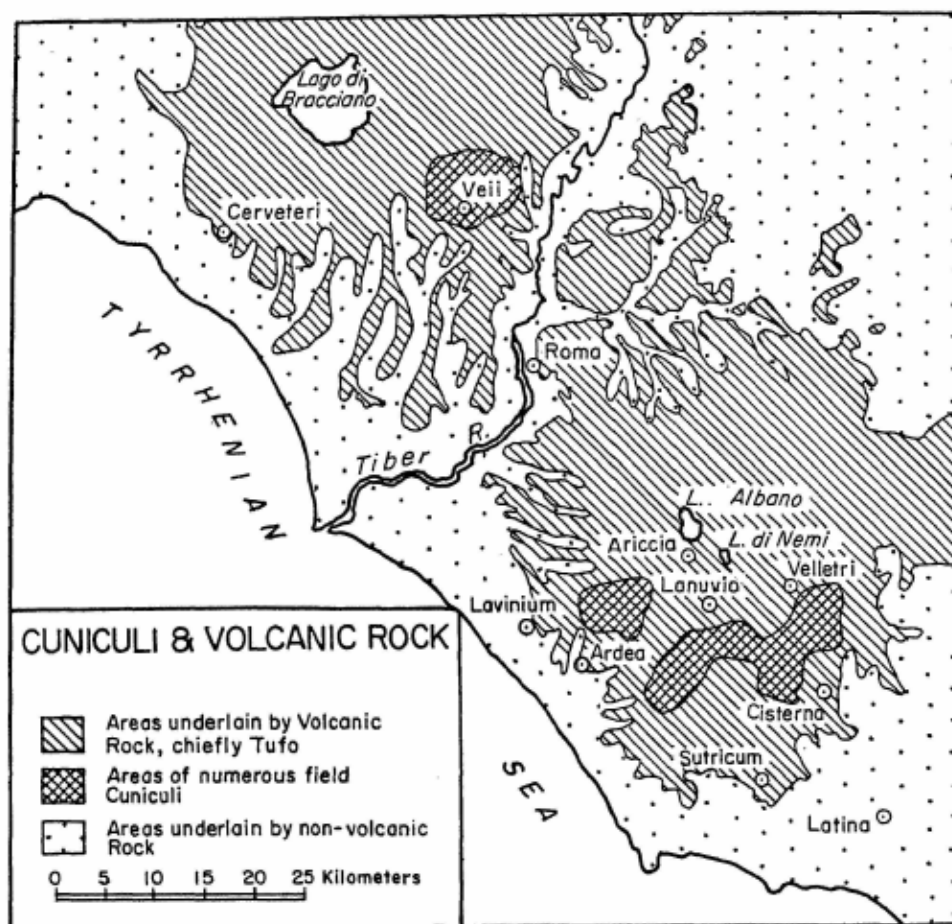 Lago di
Bracciano
Veii
Cerveteri
TYRRHENIAN
Roma
Tiber R.
L.. Albano
L. di Nemi
Ariccia
Velletri
Lanuvio
Lavinium
Ardea
Cisterna
Sutricum
SEA
Latina
CUNICULI & VOLCANIC ROCK
Areas underlain by Volcanic
Rock, chiefly Tufo
Areas of numerous field
Cuniculi
Areas underlain by non-volcanic
Rock
0 5 10 15 20 25 Kilometers